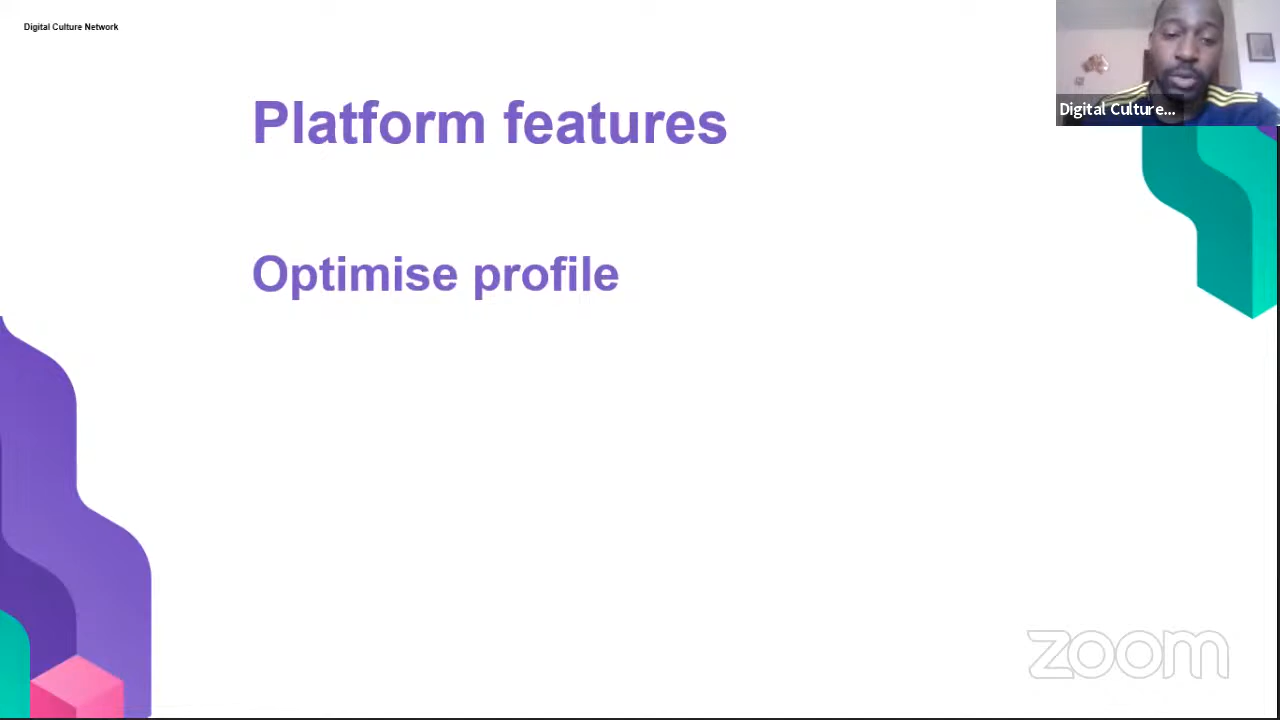 Digital Culture Network
Digital Culture...
Platform features
Optimise profile
zoom